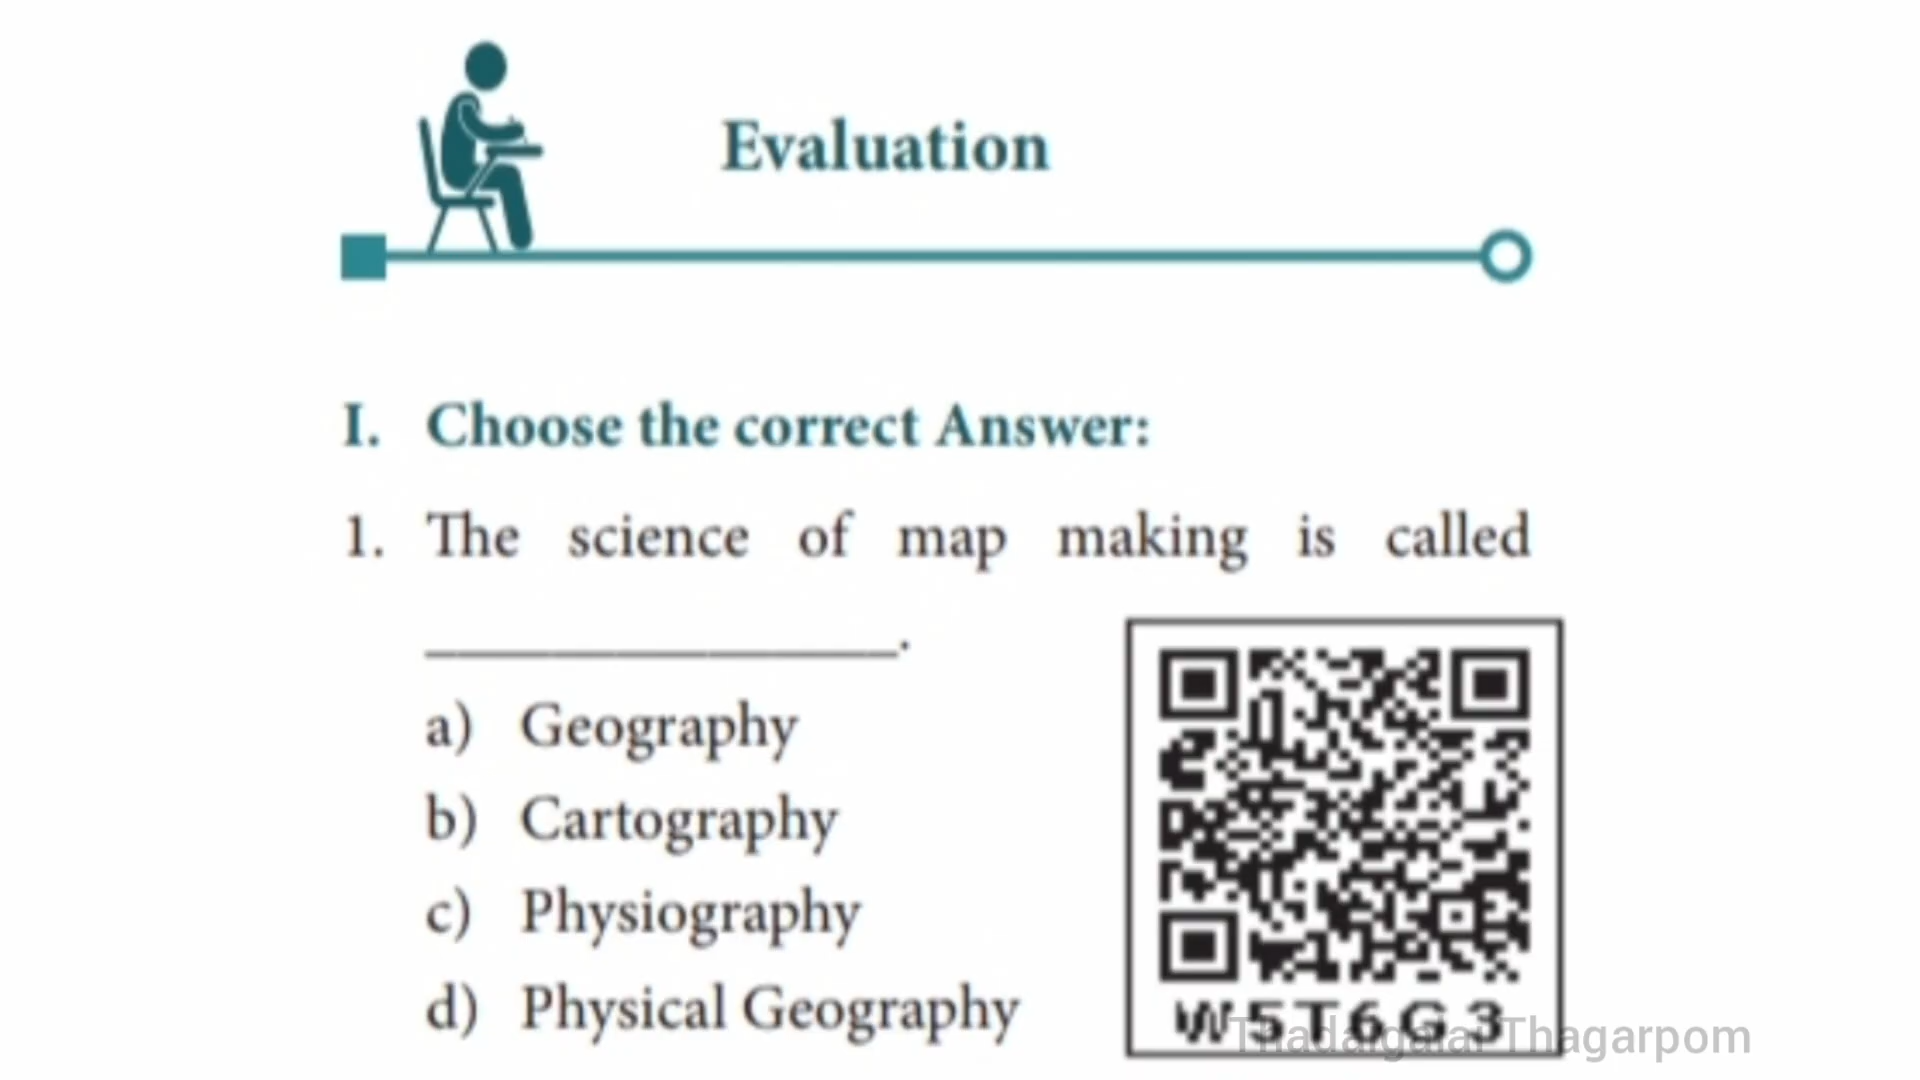 Evaluation
I. Choose the correct Answer:
1. The science of map making is called
_______________.
a) Geography
b) Cartography
c) Physiography
d) Physical Geography
W5T6G3
Thadaigalai Thagarpom